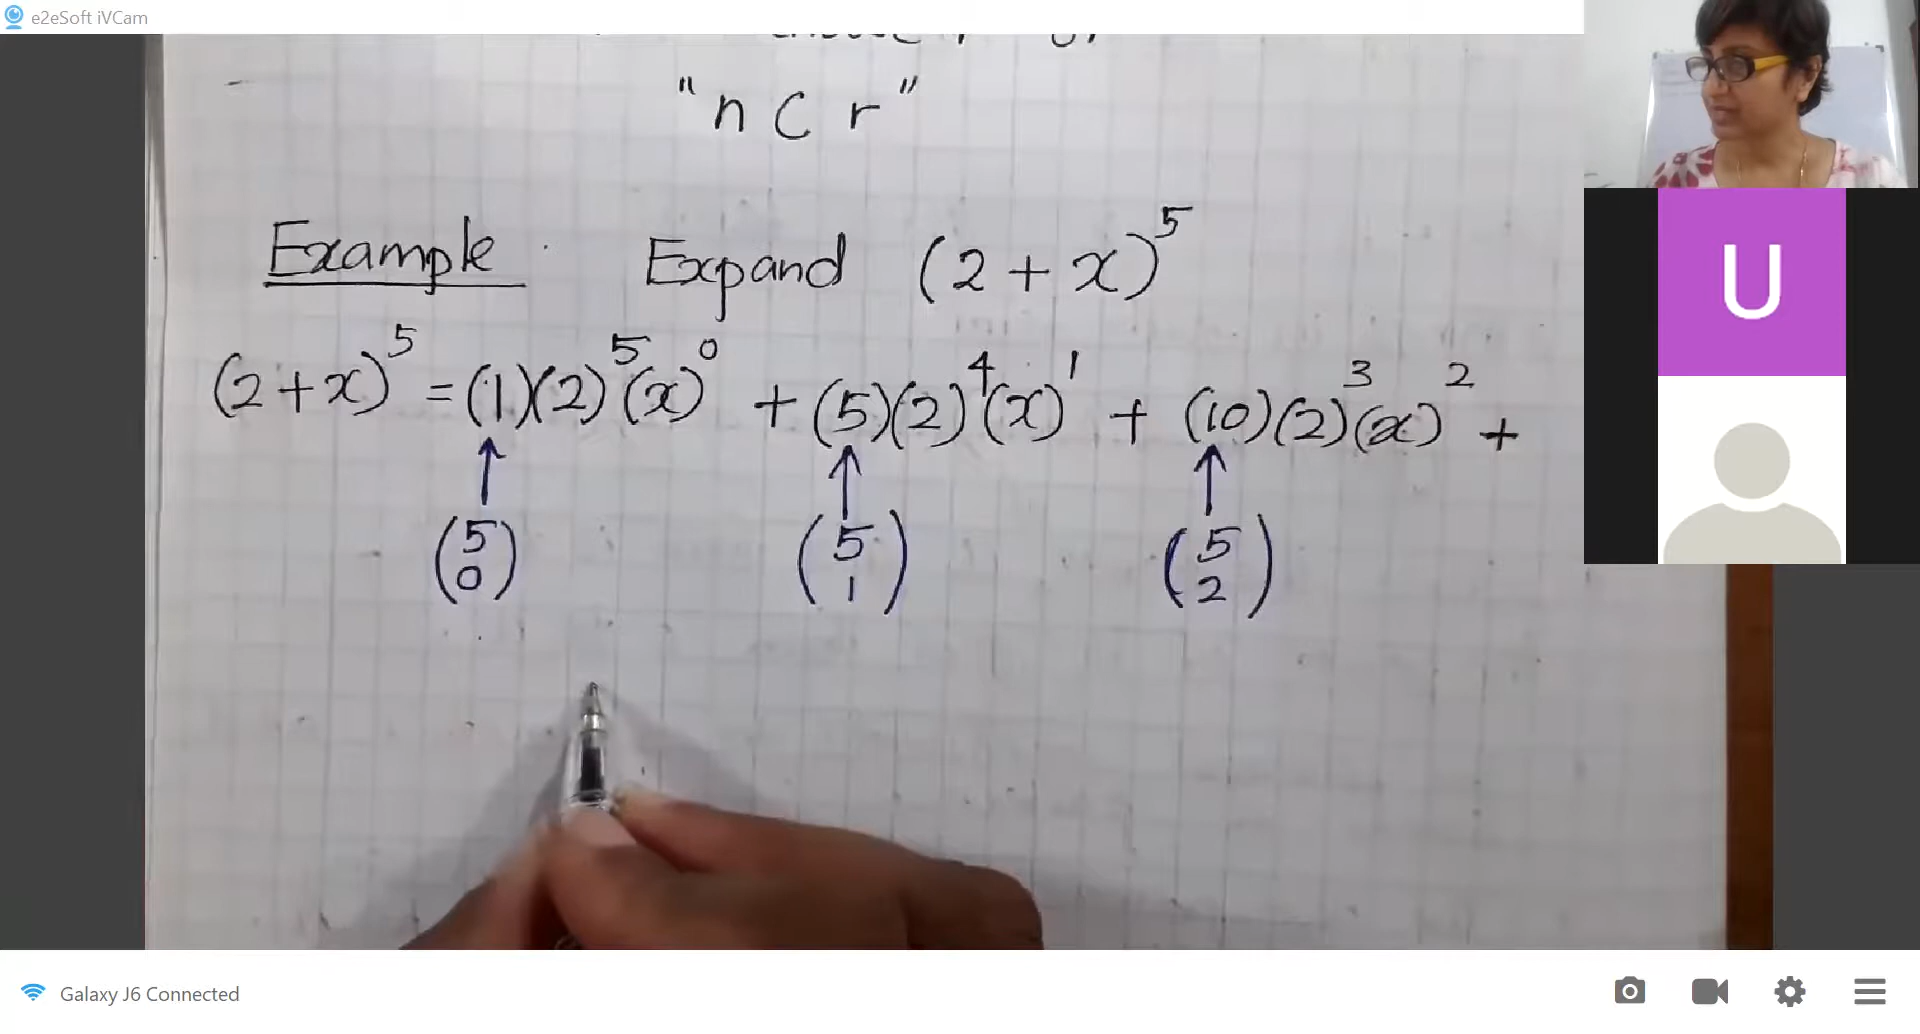 e2eSoft iVCam
"nCr"
Example Expand (2+x)⁵
(2+x)⁵ = (1)(2)⁵(x)⁰ + (5)(2)⁴(x)¹ + (10)(2)³(x)² +
↑ ↑ ↑
(5 0) (5 1) (5 2)
U
Galaxy J6 Connected